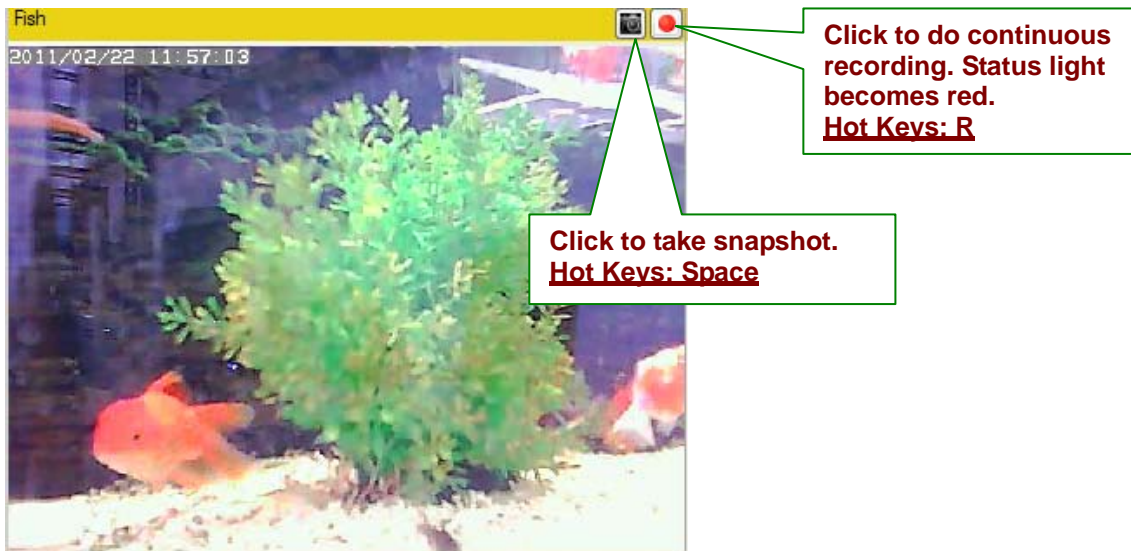 Fish
2011/02/22 11:57:03
Click to do continuous
recording. Status light
becomes red.
Hot Keys: R
Click to take snapshot.
Hot Keys: Space